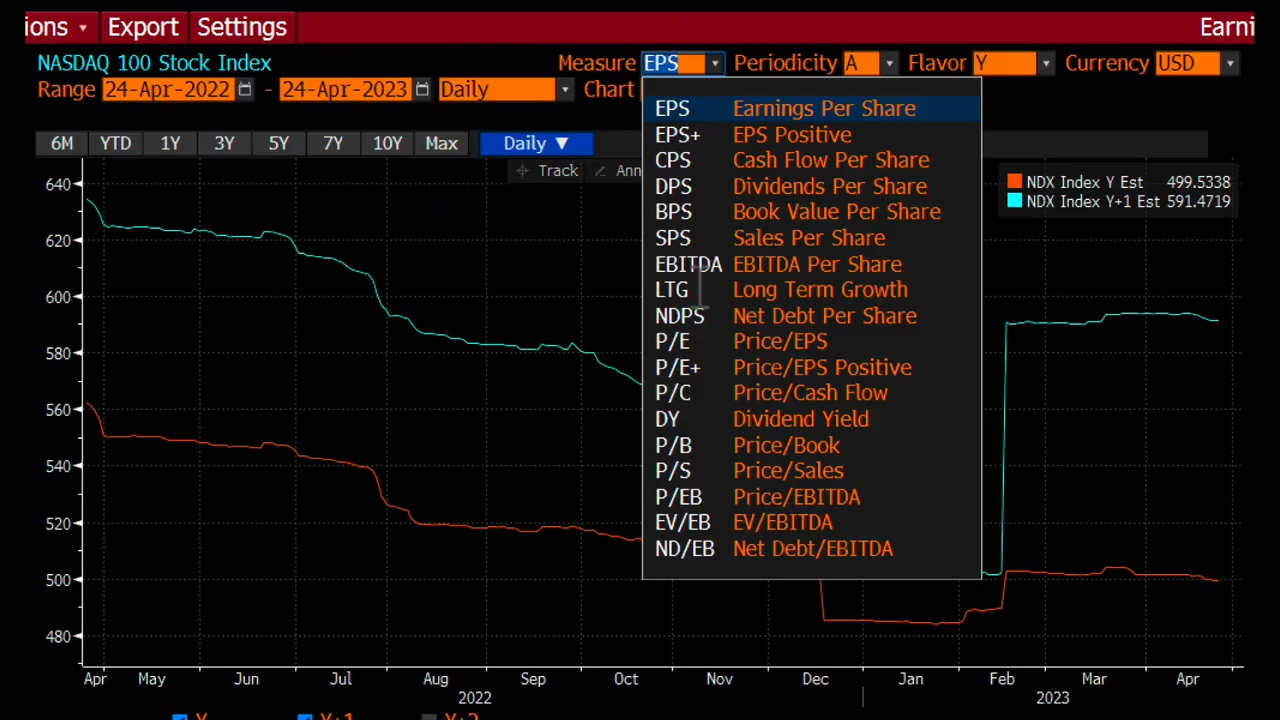 ions Export Settings Earni
NASDAQ 100 Stock Index Measure EPS Periodicity A Flavor Y Currency USD
Range 24-Apr-2022 - 24-Apr-2023 Daily Chart
EPS Earnings Per Share
EPS+ EPS Positive
CPS Cash Flow Per Share
DPS Dividends Per Share
BPS Book Value Per Share
SPS Sales Per Share
EBITDA EBITDA Per Share
LTG Long Term Growth
NDPS Net Debt Per Share
P/E Price/EPS
P/E+ Price/EPS Positive
P/C Price/Cash Flow
DY Dividend Yield
P/B Price/Book
P/S Price/Sales
P/EB Price/EBITDA
EV/EB EV/EBITDA
ND/EB Net Debt/EBITDA
6M YTD 1Y 3Y 5Y 7Y 10Y Max Daily ▼
Track Ann
NDX Index Y Est 499.5338
NDX Index Y+1 Est 591.4719
640
620
600
580
560
540
520
500
480
Apr May Jun Jul Aug Sep Oct Nov Dec Jan Feb Mar Apr
2022 2023
Y Y+1 Y+2